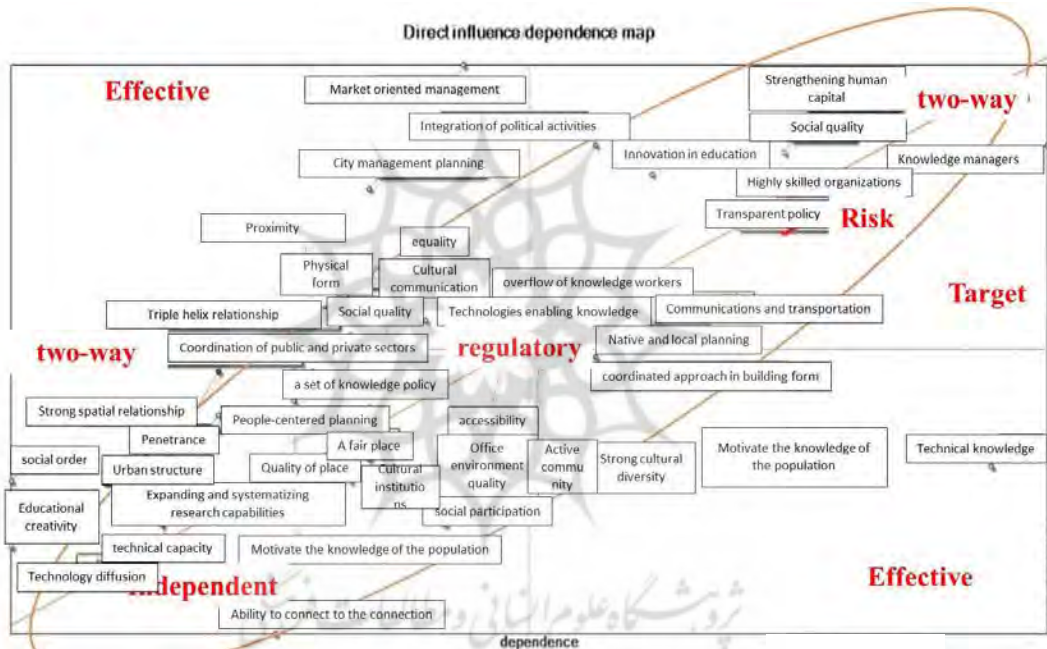 Direct influence dependence map
Effective
Market oriented management
Strengthening human
capital
two-way
Integration of political activities
Social quality
Innovation in education
Knowledge managers
City management planning
Highly skilled organizations
Transparent policy
Risk
Proximity
equality
Physical
form
Cultural
communication
overflow of knowledge workers
Target
Triple helix relationship
Social quality
Technologies enabling knowledge
Communications and transportation
two-way
Coordination of public and private sectors
regulatory
Native and local planning
a set of knowledge policy
coordinated approach in building form
Strong spatial relationship
People-centered planning
accessibility
Penetrance
A fair place
social order
Urban structure
Quality of place
Cultural
institutio
ns
Office
environment
quality
Active
commu
nity
Strong cultural
diversity
Motivate the knowledge of
the population
Technical knowledge
Educational
creativity
Expanding and systematizing
research capabilities
social participation
technical capacity
Motivate the knowledge of the population
Technology diffusion
Independent
Effective
Ability to connect to the connection
پژوهشگاه علوم انسانی و مطالعات فرهنگی
dependence